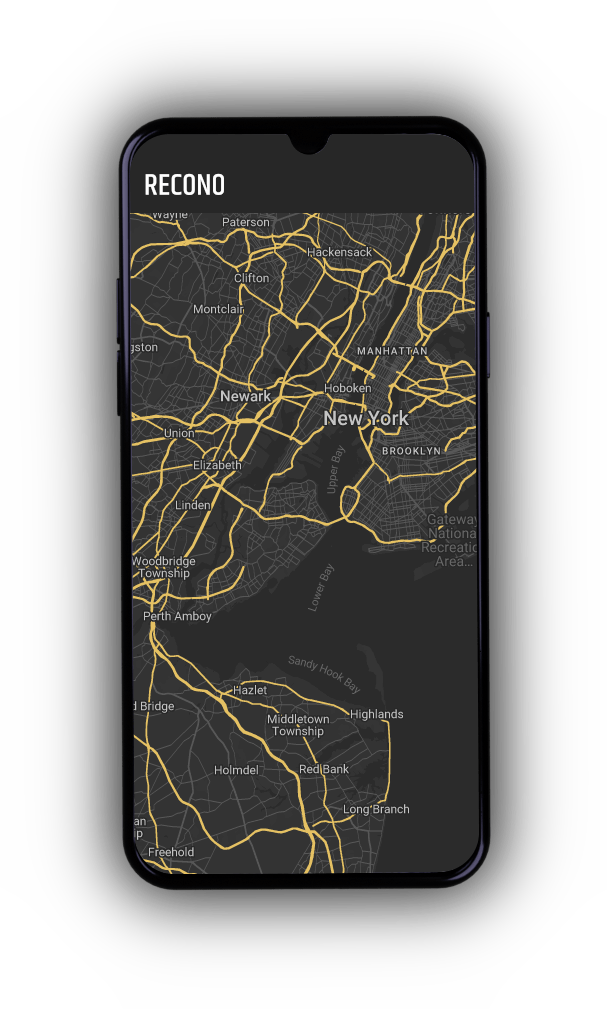 RECONO
Wayne
Paterson
Hackensack
Clifton
Montclair
gston
MANHATTAN
Newark
Hoboken
New York
Union
BROOKLYN
Elizabeth
Upper Bay
Linden
Gateway
National
Recreation
Area...
Woodbridge
Township
Lower Bay
Perth Amboy
Sandy Hook Bay
Hazlet
d Bridge
Highlands
Middletown
Township
Holmdel
Red Bank
Long Branch
an
ip
Freehold